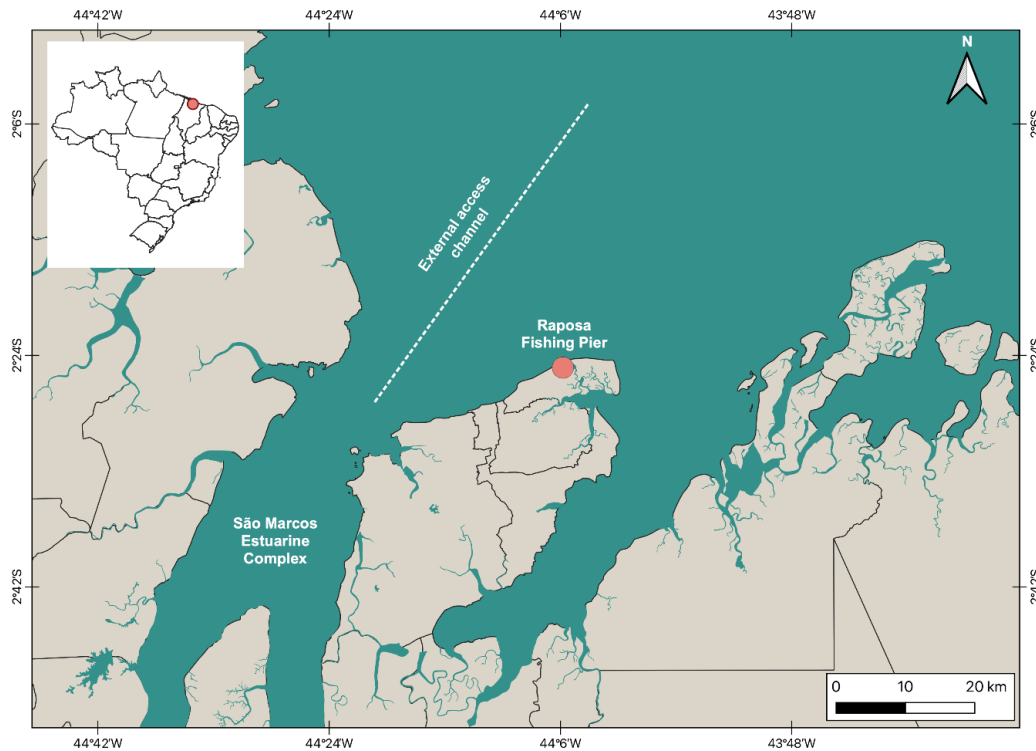 44°42'W 44°24'W 44°6'W 43°48'W
N
2°6'S 2°6'S
External access
channel
Raposa
Fishing Pier
2°24'S 2°24'S
São Marcos
Estuarine
Complex
2°42'S 2°42'S
0 10 20 km
44°42'W 44°24'W 44°6'W 43°48'W